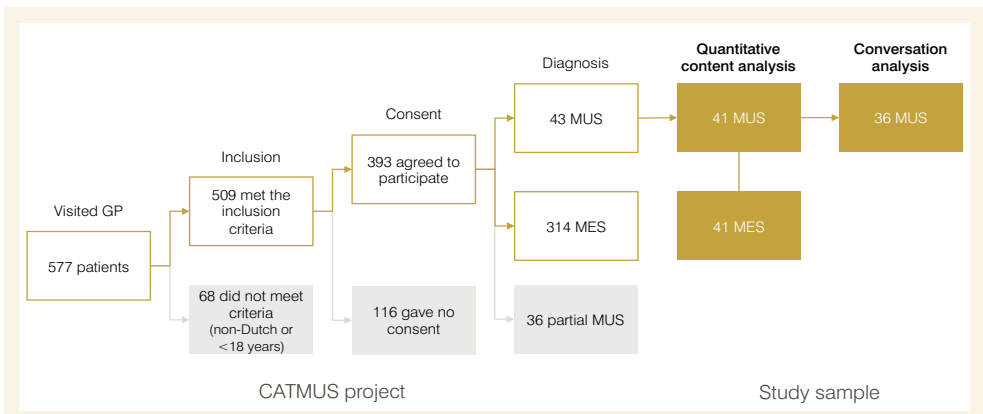 Visited GP
577 patients
Inclusion
509 met the
inclusion
criteria
68 did not meet
criteria
(non-Dutch or
<18 years)
Consent
393 agreed to
participate
116 gave no
consent
Diagnosis
43 MUS
314 MES
36 partial MUS
Quantitative
content analysis
41 MUS
41 MES
Conversation
analysis
36 MUS
CATMUS project
Study sample